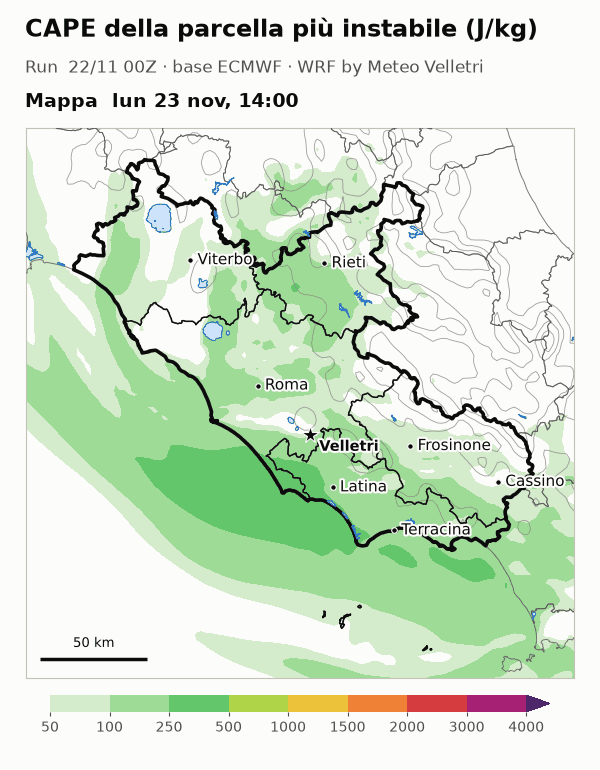 CAPE della parcella più instabile (J/kg)
Run  22/11 00Z · base ECMWF · WRF by Meteo Velletri
Mappa  lun 23 nov, 14:00
Viterbo
Rieti
Roma
Velletri
Frosinone
Cassino
Latina
Terracina
50 km
50 100 250 500 1000 1500 2000 3000 4000